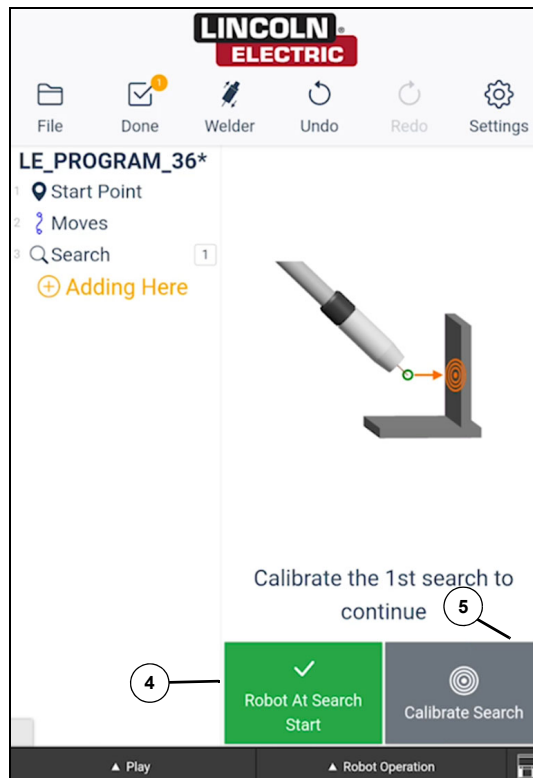 LINCOLN
ELECTRIC
1
File
Done
Welder
Undo
Redo
Settings
LE_PROGRAM_36*
1 Start Point
2 Moves
3 Search 1
Adding Here
Calibrate the 1st search to
continue
5
4
Robot At Search
Start
Calibrate Search
▲ Play
▲ Robot Operation